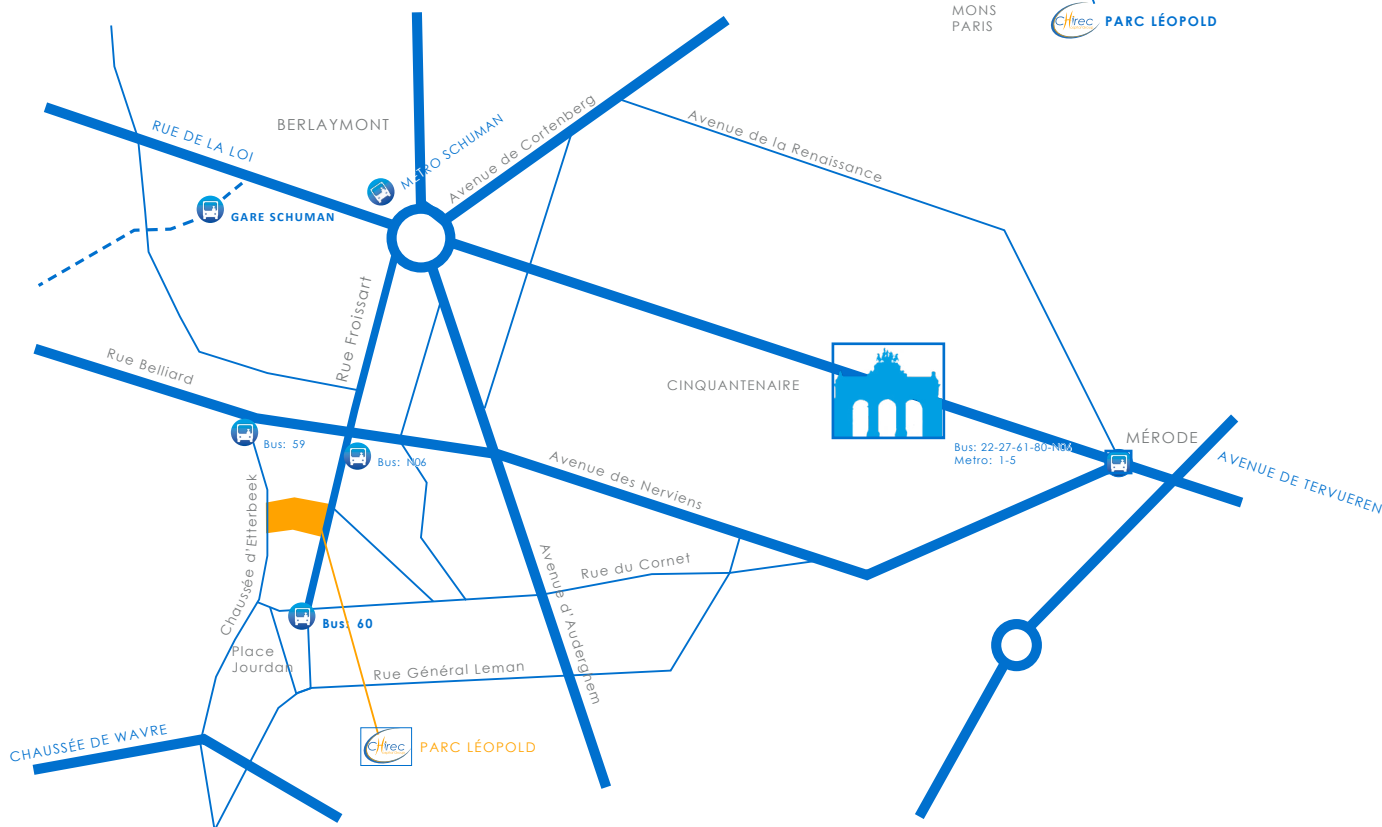 MONS
PARIS
CHirec PARC LÉOPOLD
BERLAYMONT
RUE DE LA LOI
METRO SCHUMAN
Avenue de Cortenberg
Avenue de la Renaissance
GARE SCHUMAN
Rue Froissart
Rue Belliard
CINQUANTENAIRE
Bus: 59
Bus: N06
Bus: 22-27-61-80-N06
Metro: 1-5
MÉRODE
AVENUE DE TERVUEREN
Avenue des Nerviens
Chaussée d'Etterbeek
Rue du Cornet
Avenue d'Auderghem
Bus: 60
Place
Jourdan
Rue Général Leman
CHAUSSÉE DE WAVRE
CHirec PARC LÉOPOLD